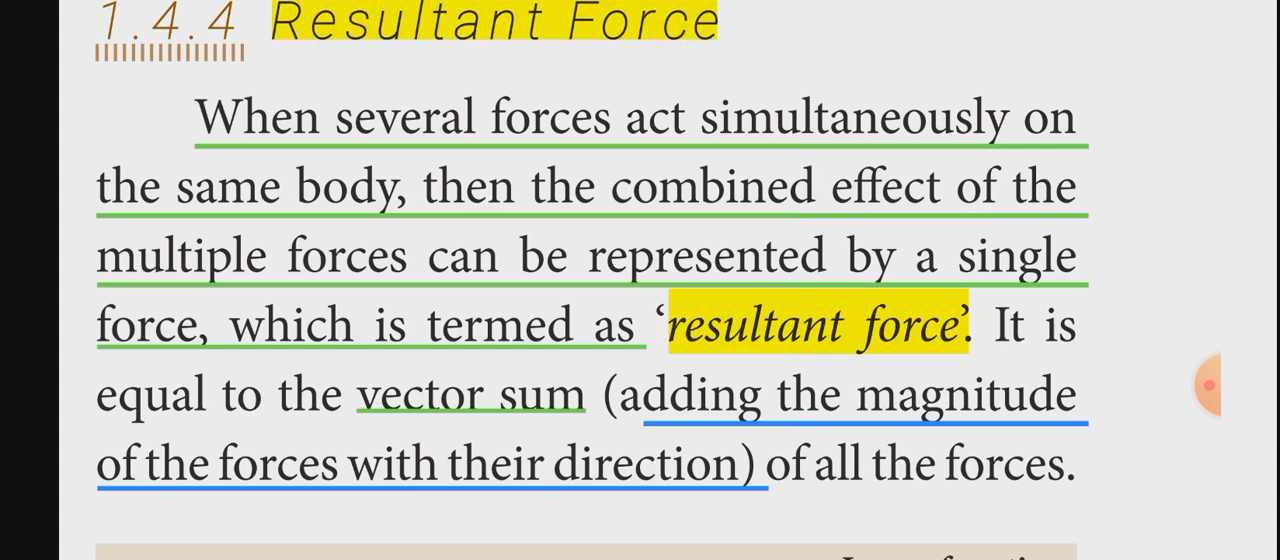 1.4.4 Resultant Force
When several forces act simultaneously on
the same body, then the combined effect of the
multiple forces can be represented by a single
force, which is termed as ‘resultant force’. It is
equal to the vector sum (adding the magnitude
of the forces with their direction) of all the forces.